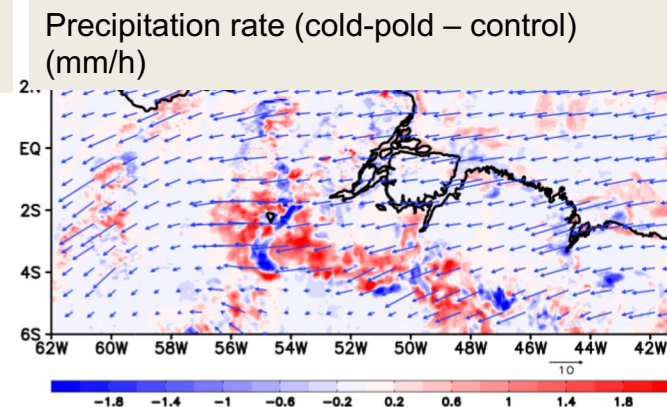 Precipitation rate (cold-pold – control)
(mm/h)
EQ
2S
4S
6S
62W 60W 58W 56W 54W 52W 50W 48W 46W 44W 42W
10
−1.8 −1.4 −1 −0.6 −0.2 0.2 0.6 1 1.4 1.8